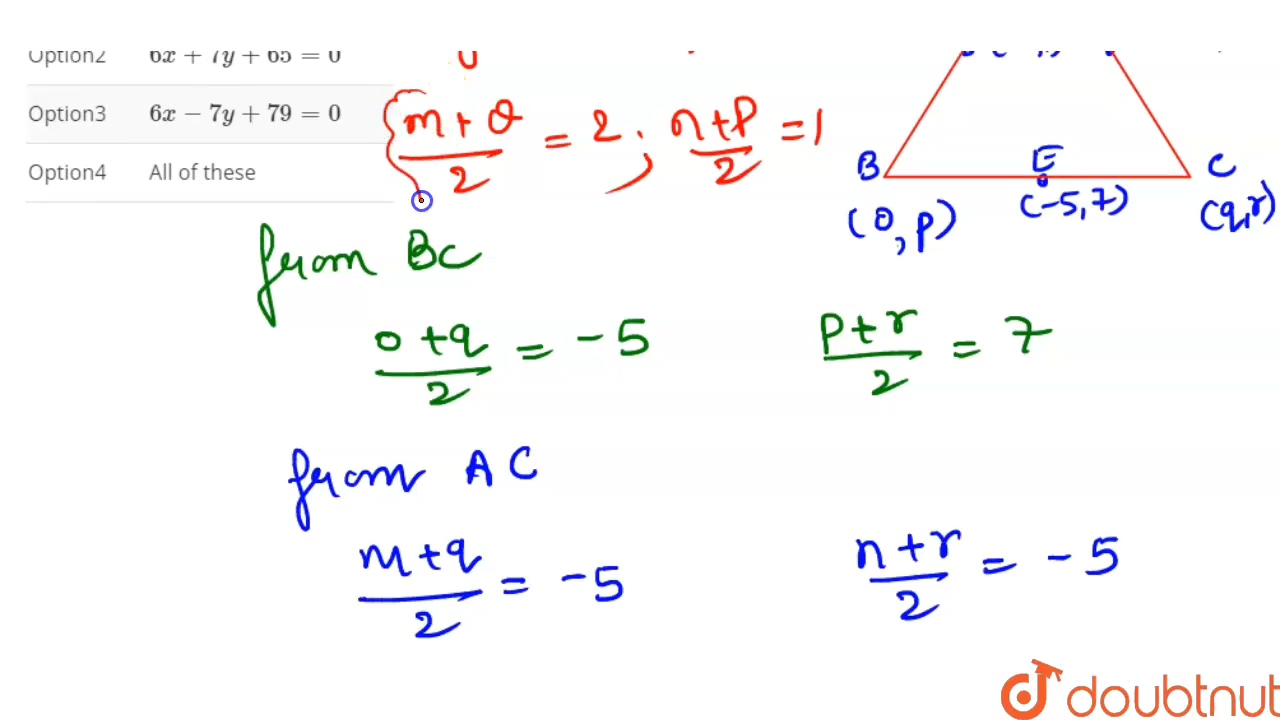 Option2 6x + 7y + 65 = 0
Option3 6x − 7y + 79 = 0
Option4 All of these
(m+o)/2 = 2 ; (n+p)/2 = 1
B E C
(0, p) (-5, 7) (q, r)
from BC
(o+q)/2 = -5 (p+r)/2 = 7
from AC
(m+q)/2 = -5 (n+r)/2 = -5
doubtnut